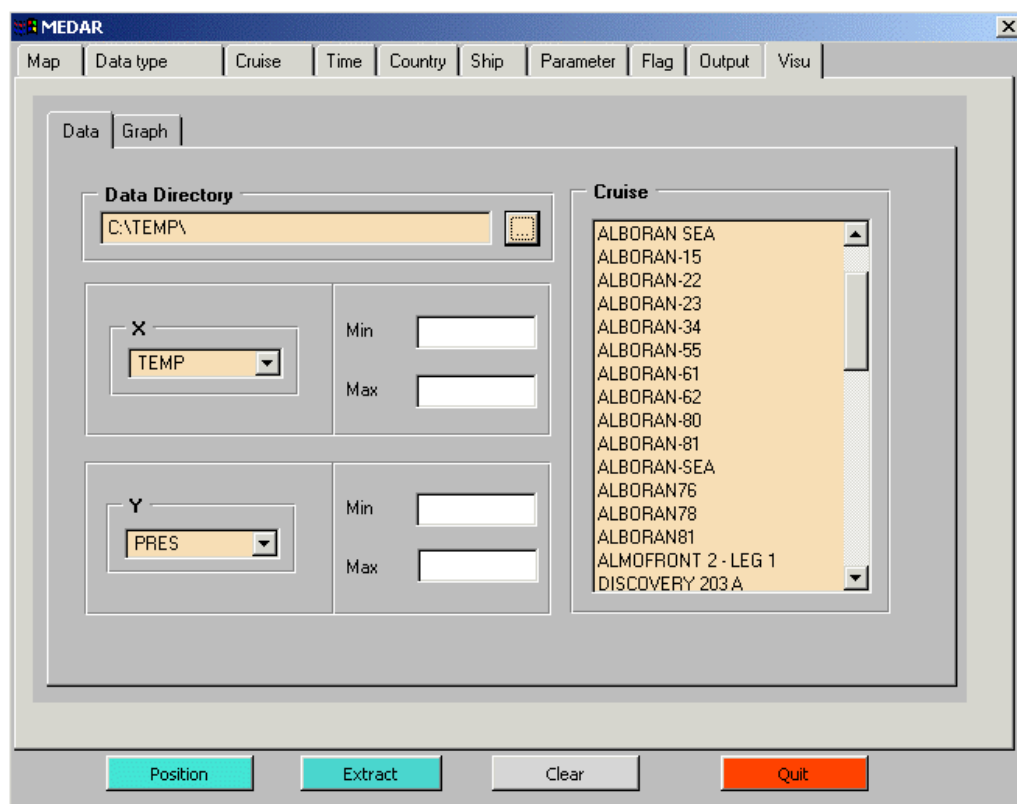 MEDAR
Map Data type Cruise Time Country Ship Parameter Flag Output Visu
Data Graph
Data Directory
C:\TEMP\
...
X
TEMP
Min
Max
Y
PRES
Min
Max
Cruise
ALBORAN SEA
ALBORAN-15
ALBORAN-22
ALBORAN-23
ALBORAN-34
ALBORAN-55
ALBORAN-61
ALBORAN-62
ALBORAN-80
ALBORAN-81
ALBORAN-SEA
ALBORAN76
ALBORAN78
ALBORAN81
ALMOFRONT 2 - LEG 1
DISCOVERY 203 A
Position Extract Clear Quit